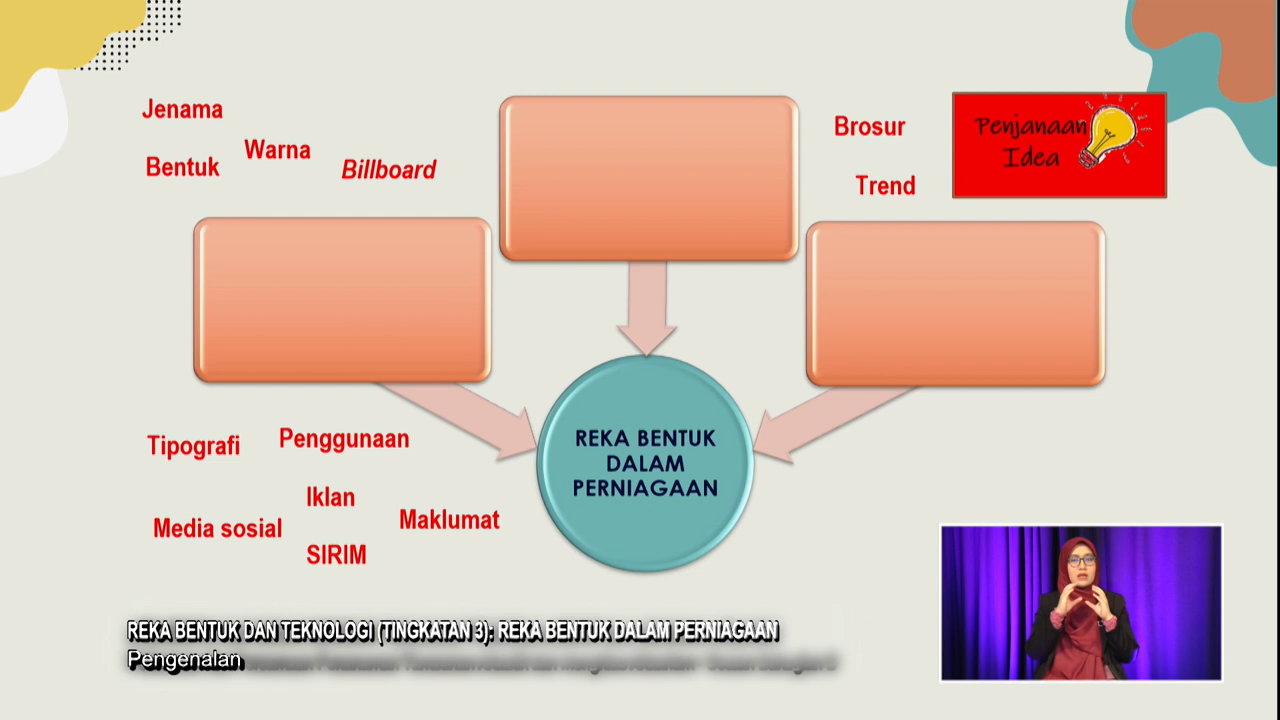 Jenama
Warna
Bentuk
Billboard
Brosur
Trend
Penjanaan
Idea
Tipografi
Penggunaan
Iklan
Media sosial
Maklumat
SIRIM
REKA BENTUK
DALAM
PERNIAGAAN
REKA BENTUK DAN TEKNOLOGI (TINGKATAN 3): REKA BENTUK DALAM PERNIAGAAN
Pengenalan